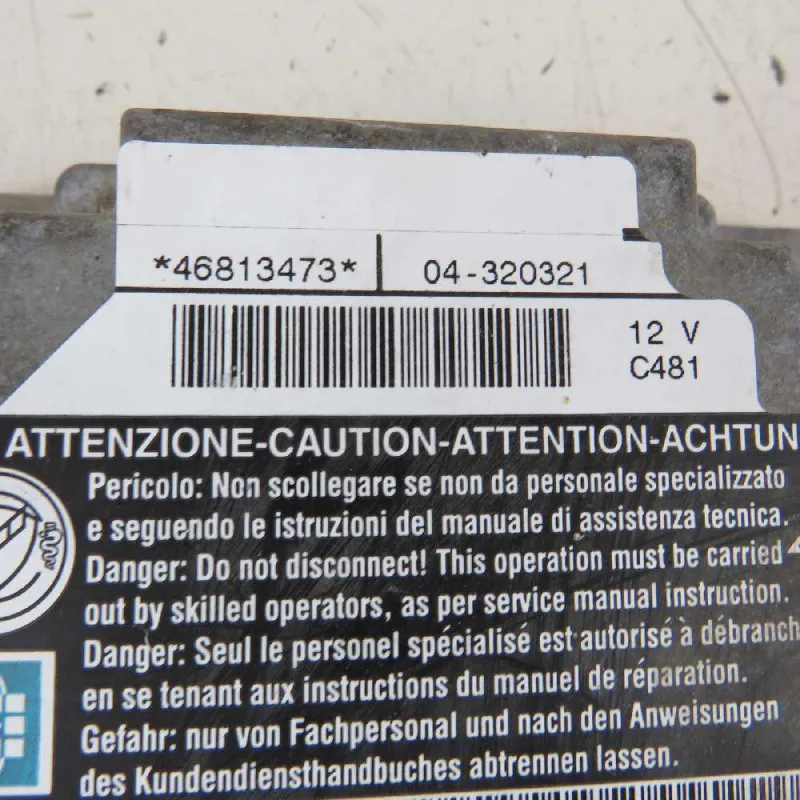 *46813473* 04-320321
12 V
C481
ATTENZIONE-CAUTION-ATTENTION-ACHTUN
Pericolo: Non scollegare se non da personale specializzato
e seguendo le istruzioni del manuale di assistenza tecnica.
Danger: Do not disconnect! This operation must be carried
out by skilled operators, as per service manual instruction.
Danger: Seul le personel spécialisé est autorisé à débranch
en se tenant aux instructions du manuel de réparation.
Gefahr: nur von Fachpersonal und nach den Anweisungen
des Kundendiensthandbuches abtrennen lassen.